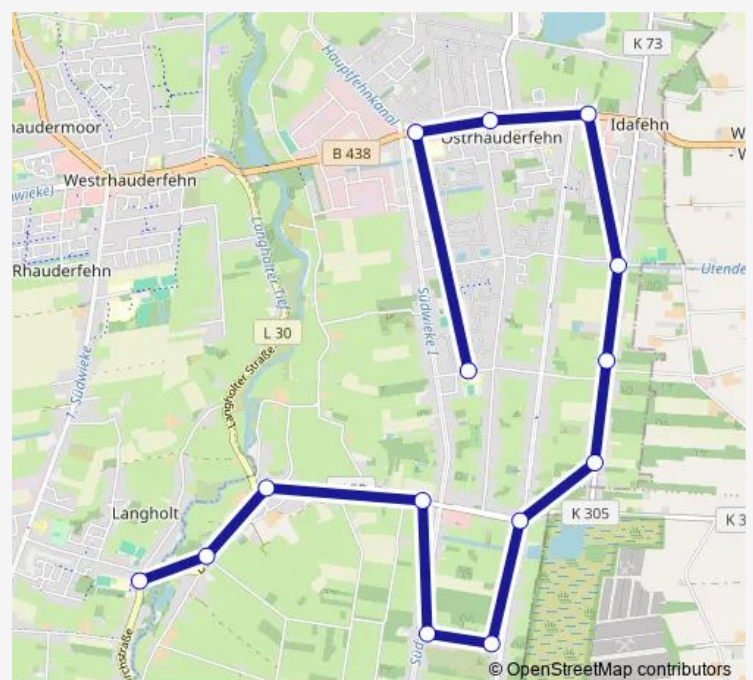 K 73
Hauptfehnkanal
haudermoor
Idafehn
Ostrhauderfehn
B 438
Westrhauderfehn
Langholter Tief
Rhauderfehn
Utende
Südwieke I
L 30
1. Südwieke
Langholter Straße
Langholt
K 305
K 3
© OpenStreetMap contributors